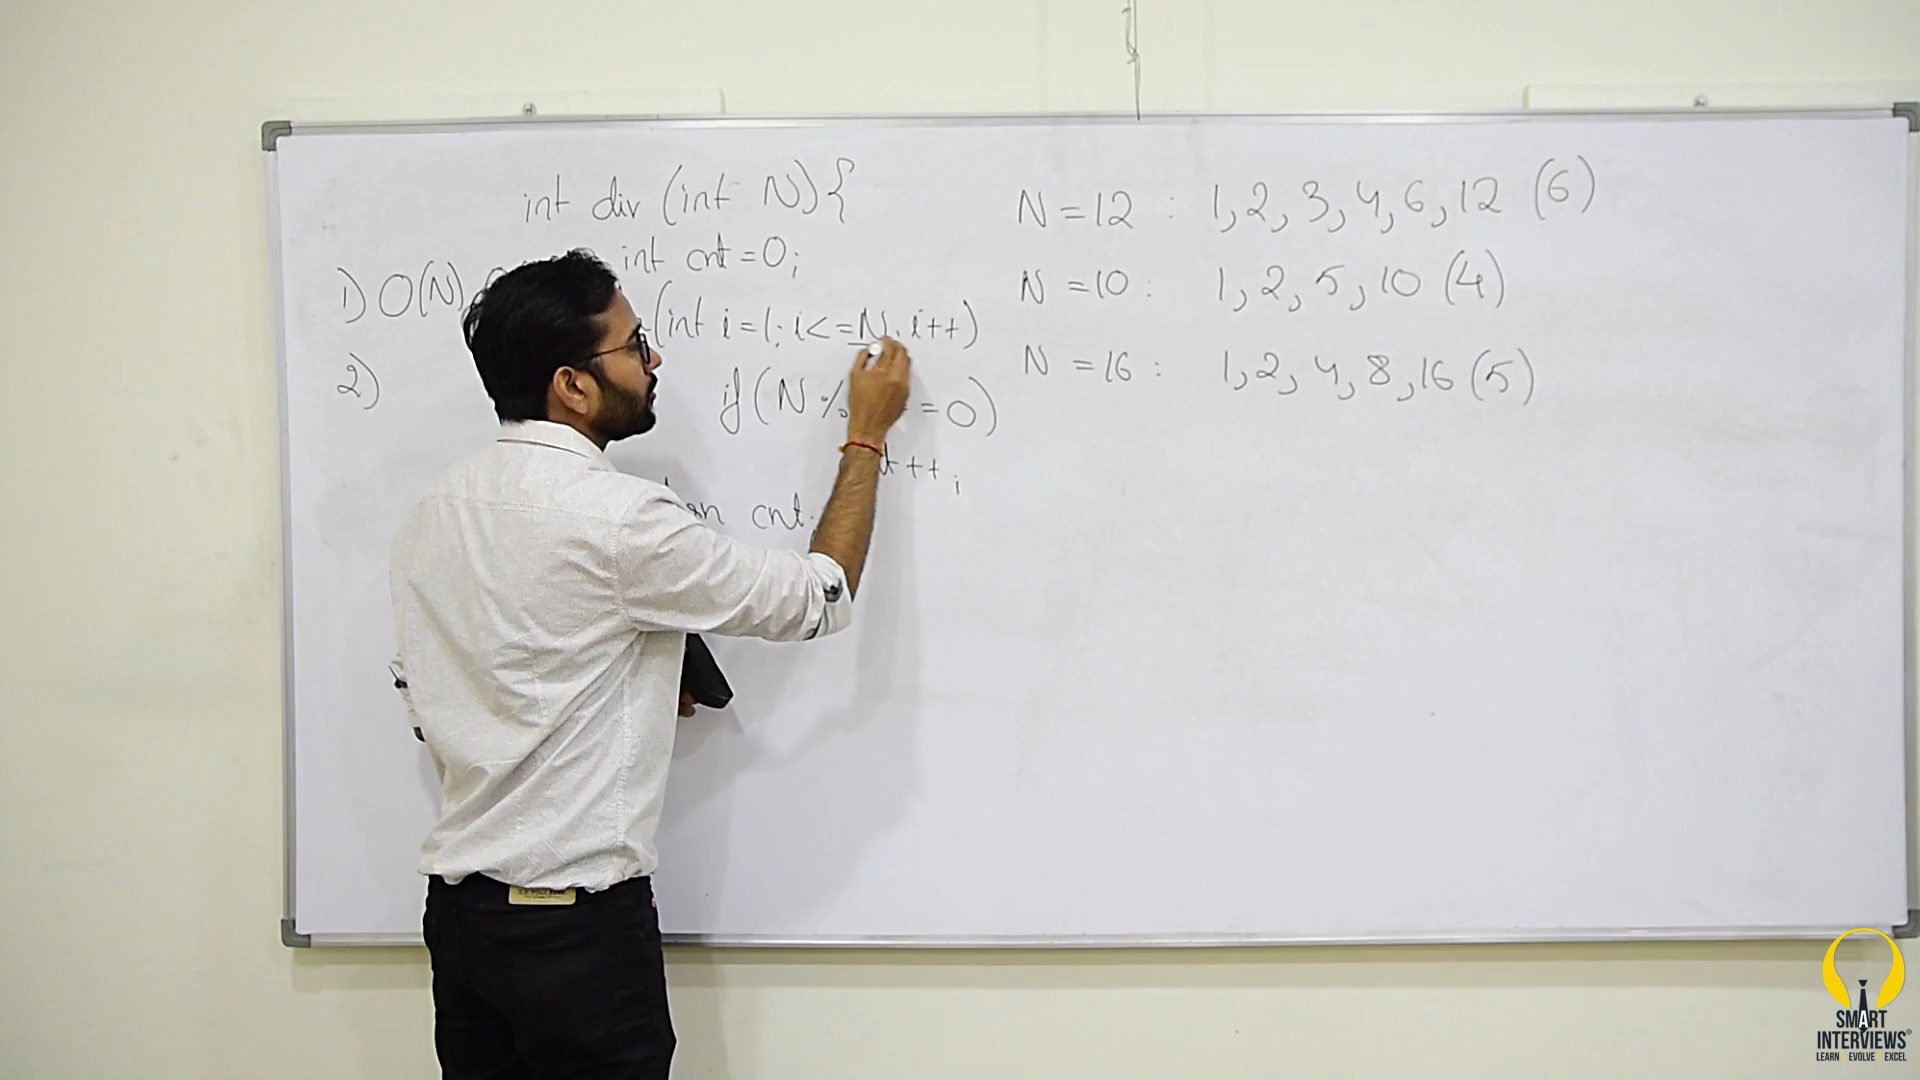 int div (int N){
int cnt=0;
1) O(N)
(int i=1; i<=N; i++)
2)
if(N % =0)
++;
cnt;
N=12 : 1,2,3,4,6,12 (6)
N=10 : 1,2,5,10 (4)
N=16 : 1,2,4,8,16 (5)
SMART
INTERVIEWS
LEARN EVOLVE EXCEL